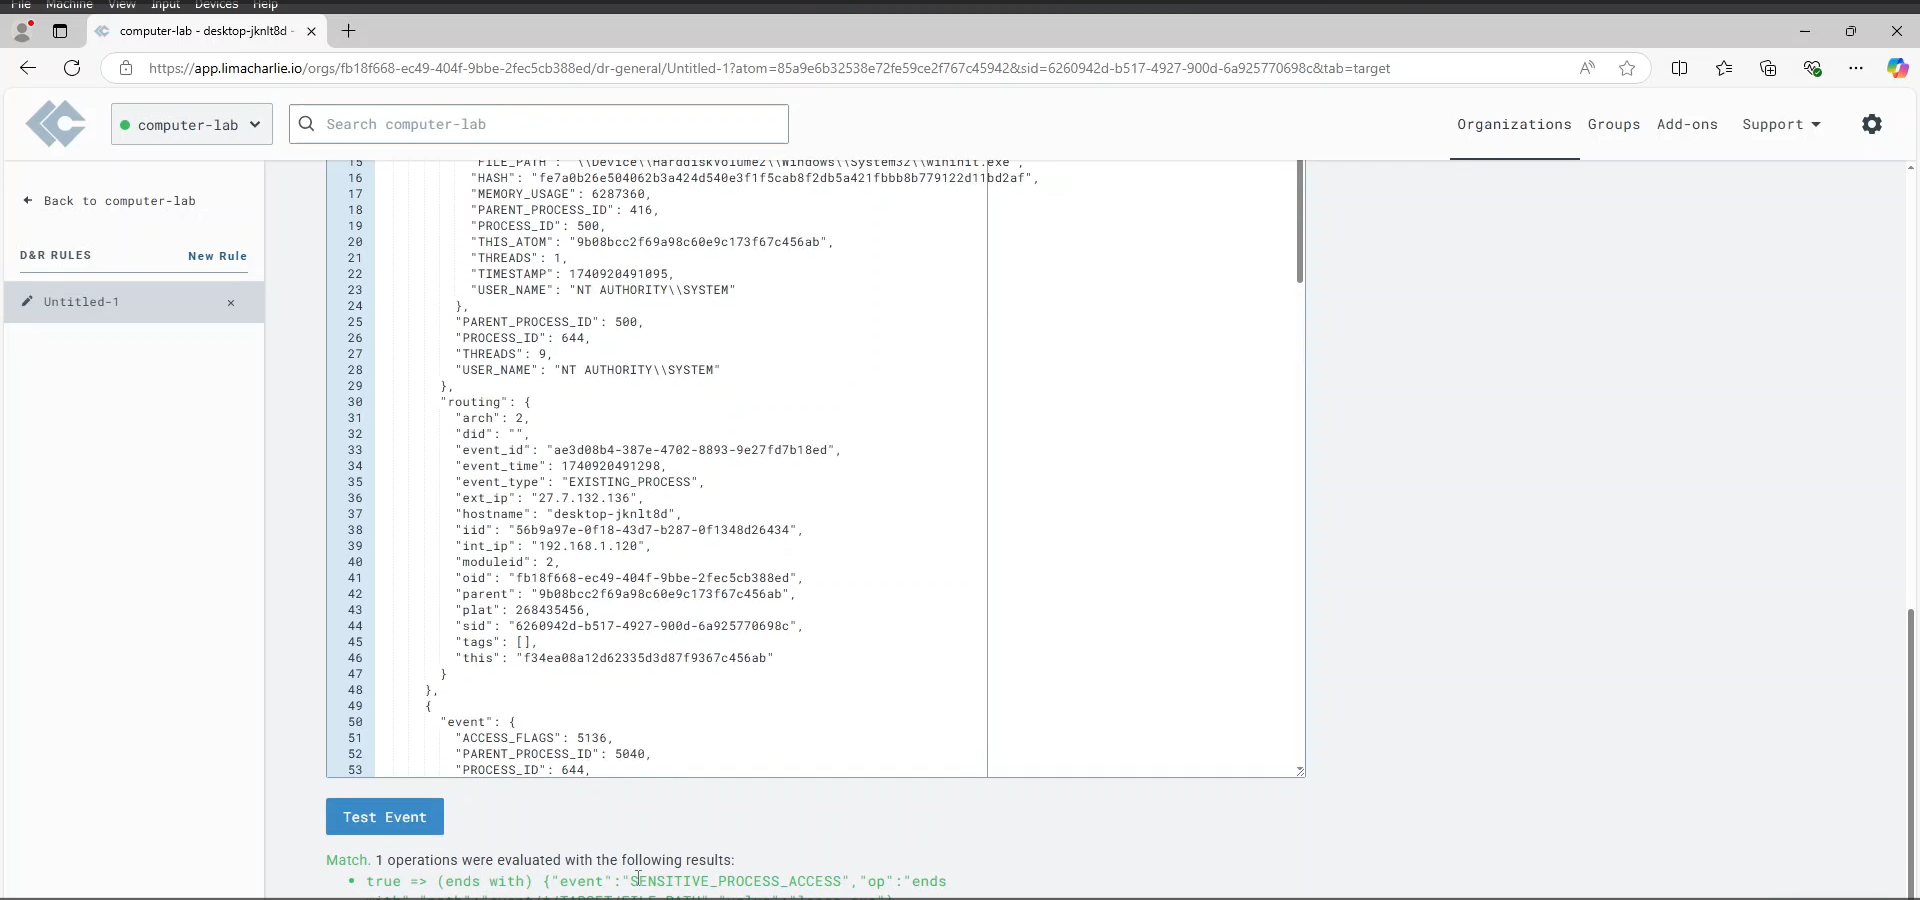 File Machine View Input Devices Help
computer-lab - desktop-jknlt8d -
https://app.limacharlie.io/orgs/fb18f668-ec49-404f-9bbe-2fec5cb388ed/dr-general/Untitled-1?atom=85a9e6b32538e72fe59ce2f767c45942&sid=6260942d-b517-4927-900d-6a925770698c&tab=target
computer-lab
Search computer-lab
Organizations Groups Add-ons Support
Back to computer-lab
D&R RULES New Rule
Untitled-1
15 "FILE_PATH": "\\Device\\HarddiskVolume2\\Windows\\System32\\wininit.exe",
16 "HASH": "fe7a0b26e504062b3a424d540e3f1f5cab8f2db5a421fbbb8b779122d11bd2af",
17 "MEMORY_USAGE": 6287360,
18 "PARENT_PROCESS_ID": 416,
19 "PROCESS_ID": 500,
20 "THIS_ATOM": "9b08bcc2f69a98c60e9c173f67c456ab",
21 "THREADS": 1,
22 "TIMESTAMP": 1740920491095,
23 "USER_NAME": "NT AUTHORITY\\SYSTEM"
24 },
25 "PARENT_PROCESS_ID": 500,
26 "PROCESS_ID": 644,
27 "THREADS": 9,
28 "USER_NAME": "NT AUTHORITY\\SYSTEM"
29 },
30 "routing": {
31 "arch": 2,
32 "did": "",
33 "event_id": "ae3d08b4-387e-4702-8893-9e27fd7b18ed",
34 "event_time": 1740920491298,
35 "event_type": "EXISTING_PROCESS",
36 "ext_ip": "27.7.132.136",
37 "hostname": "desktop-jknlt8d",
38 "iid": "56b9a97e-0f18-43d7-b287-0f1348d26434",
39 "int_ip": "192.168.1.120",
40 "moduleid": 2,
41 "oid": "fb18f668-ec49-404f-9bbe-2fec5cb388ed",
42 "parent": "9b08bcc2f69a98c60e9c173f67c456ab",
43 "plat": 268435456,
44 "sid": "6260942d-b517-4927-900d-6a925770698c",
45 "tags": [],
46 "this": "f34ea08a12d62335d3d87f9367c456ab"
47 }
48 },
49 {
50 "event": {
51 "ACCESS_FLAGS": 5136,
52 "PARENT_PROCESS_ID": 5040,
53 "PROCESS_ID": 644,
Test Event
Match. 1 operations were evaluated with the following results:
• true => (ends with) {"event":"SENSITIVE_PROCESS_ACCESS","op":"ends